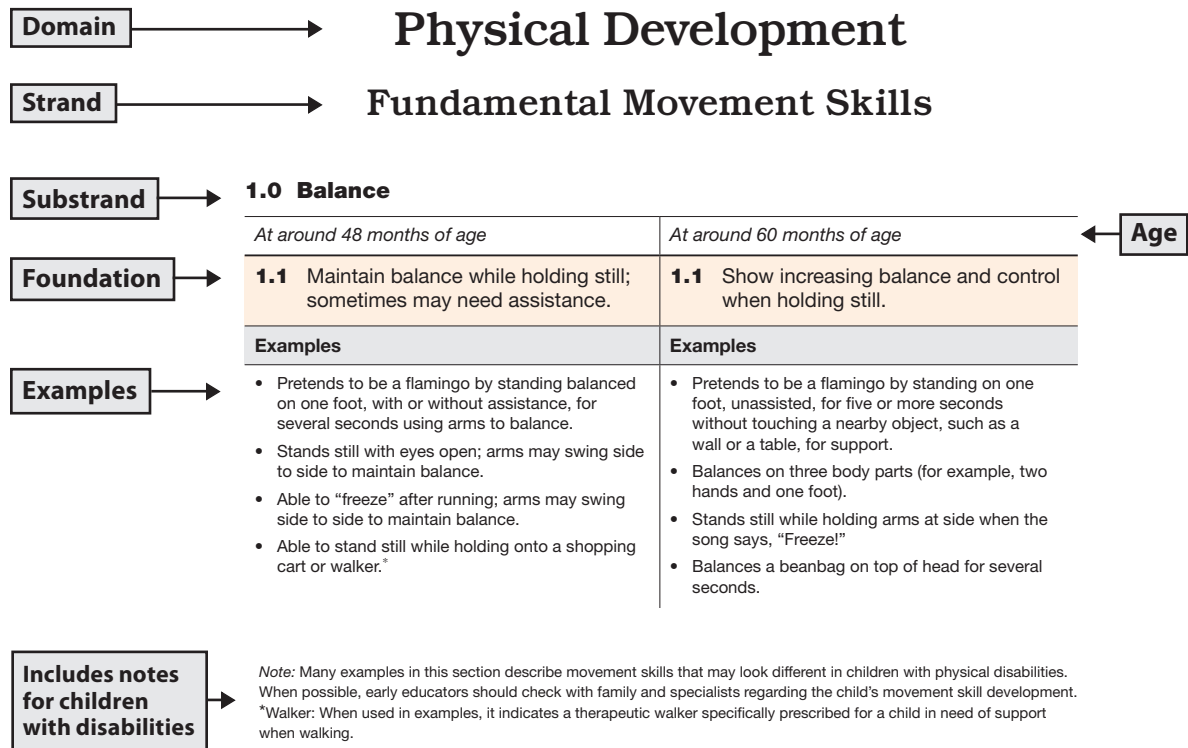 Domain
Physical Development
Strand
Fundamental Movement Skills
Substrand
1.0 Balance
At around 48 months of age
At around 60 months of age
Age
Foundation
1.1 Maintain balance while holding still;
sometimes may need assistance.
1.1 Show increasing balance and control
when holding still.
Examples
Examples
Examples
• Pretends to be a flamingo by standing balanced
on one foot, with or without assistance, for
several seconds using arms to balance.
• Stands still with eyes open; arms may swing side
to side to maintain balance.
• Able to “freeze” after running; arms may swing
side to side to maintain balance.
• Able to stand still while holding onto a shopping
cart or walker.*
• Pretends to be a flamingo by standing on one
foot, unassisted, for five or more seconds
without touching a nearby object, such as a
wall or a table, for support.
• Balances on three body parts (for example, two
hands and one foot).
• Stands still while holding arms at side when the
song says, “Freeze!”
• Balances a beanbag on top of head for several
seconds.
Includes notes
for children
with disabilities
Note: Many examples in this section describe movement skills that may look different in children with physical disabilities.
When possible, early educators should check with family and specialists regarding the child’s movement skill development.
*Walker: When used in examples, it indicates a therapeutic walker specifically prescribed for a child in need of support
when walking.